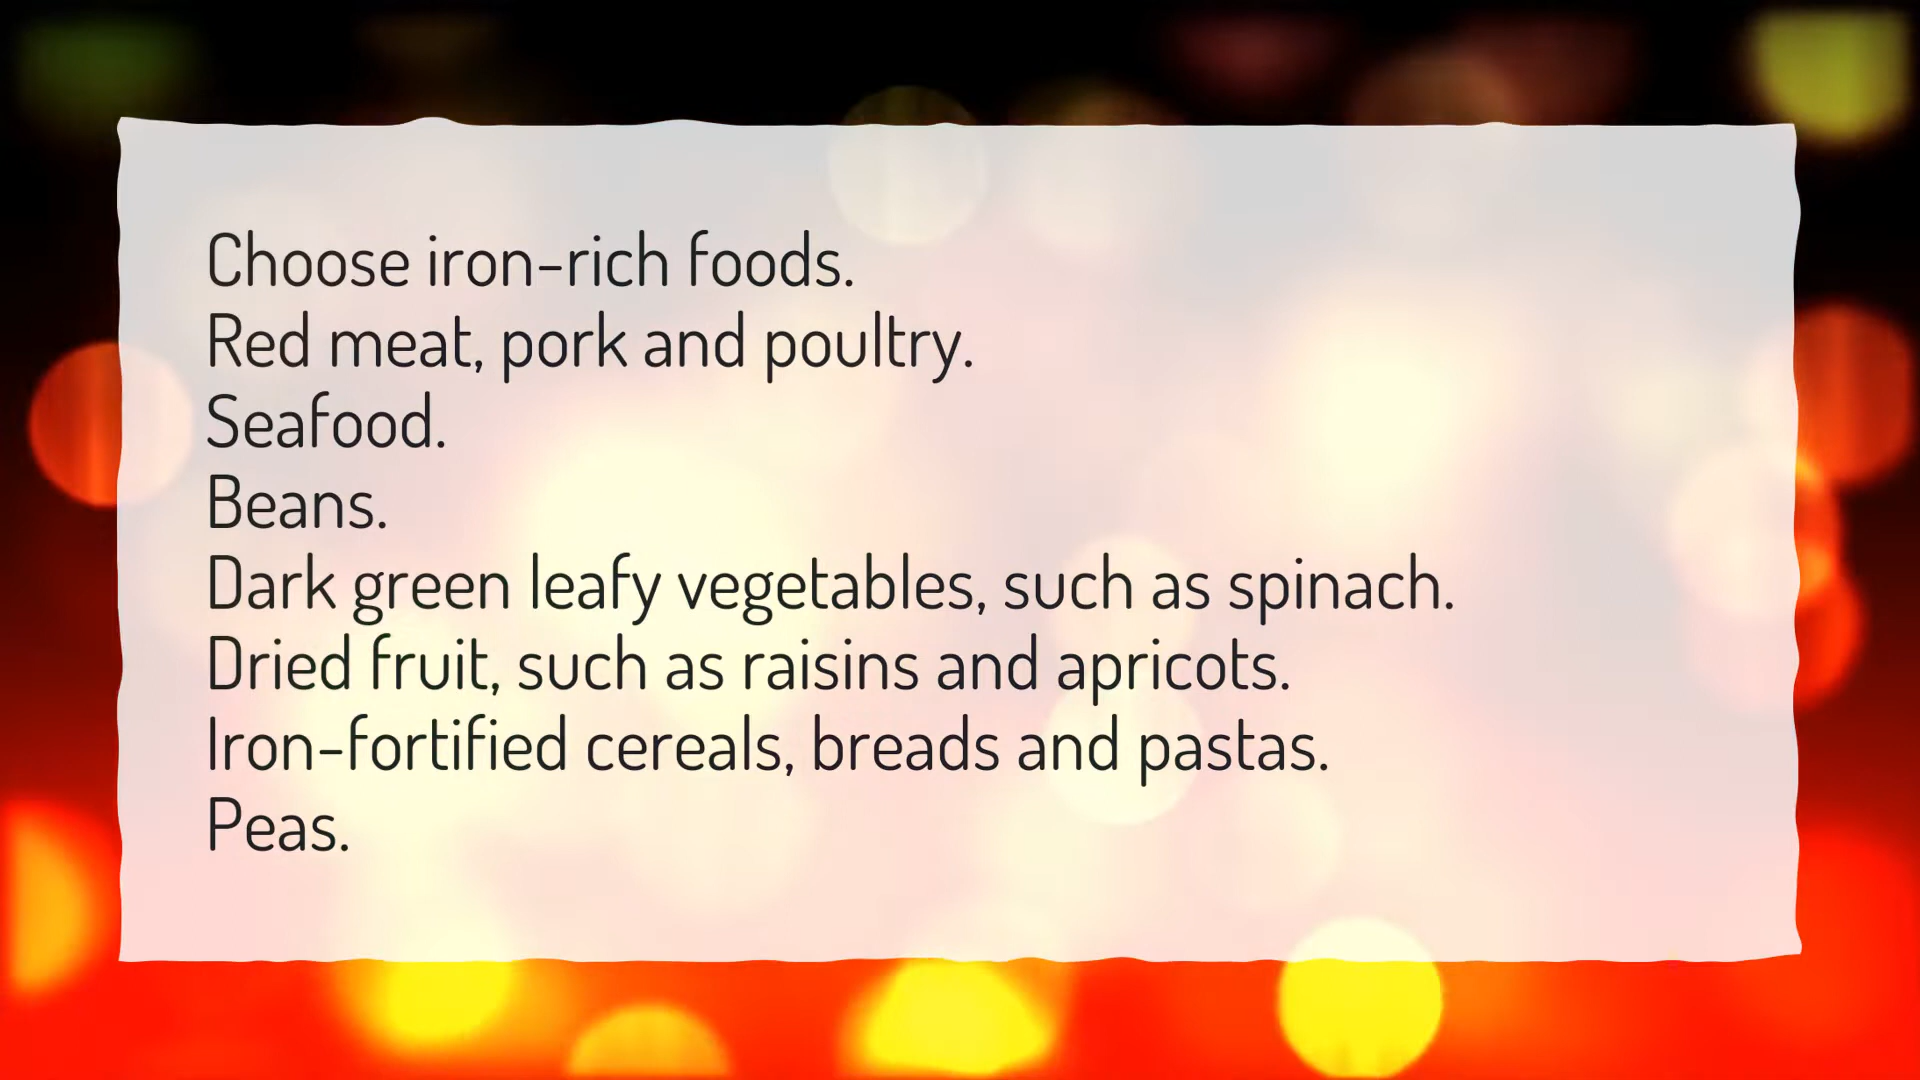 Choose iron-rich foods.
Red meat, pork and poultry.
Seafood.
Beans.
Dark green leafy vegetables, such as spinach.
Dried fruit, such as raisins and apricots.
Iron-fortified cereals, breads and pastas.
Peas.